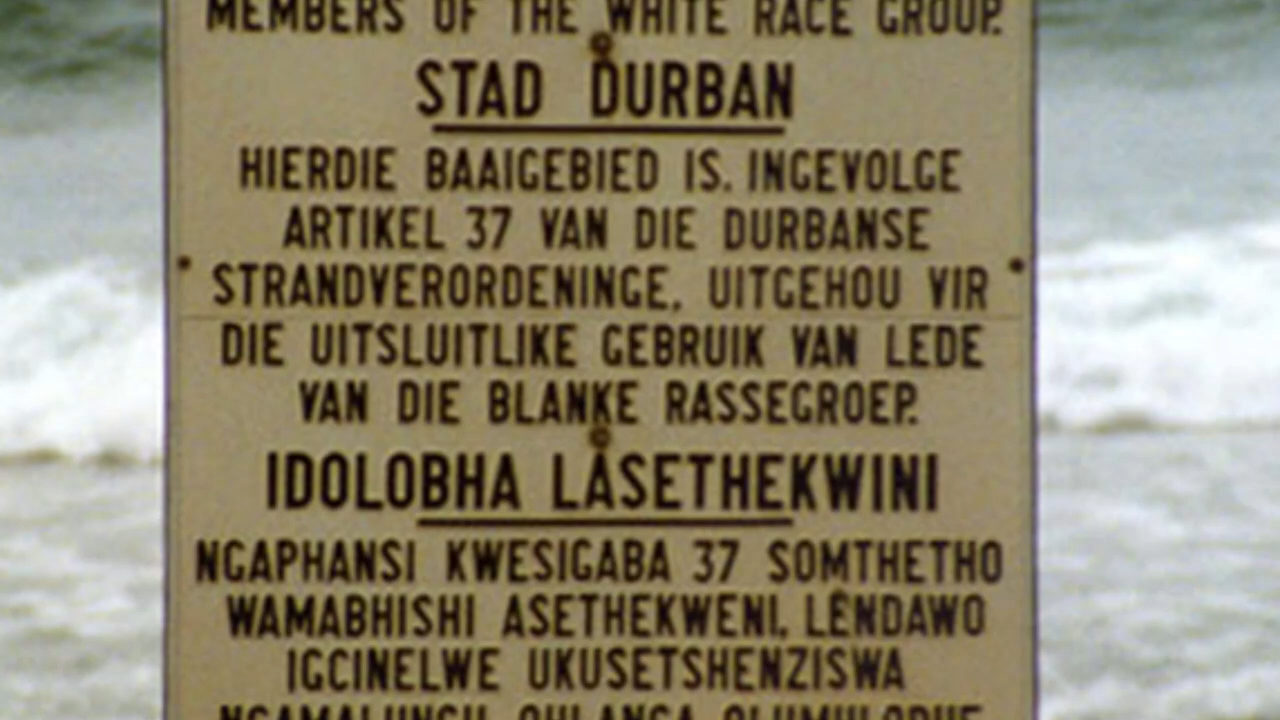 MEMBERS OF THE WHITE RACE GROUP.
STAD DURBAN
HIERDIE BAAIGEBIED IS. INGEVOLGE
ARTIKEL 37 VAN DIE DURBANSE
STRANDVERORDENINGE, UITGEHOU VIR
DIE UITSLUITLIKE GEBRUIK VAN LEDE
VAN DIE BLANKE RASSEGROEP.
IDOLOBHA LASETHEKWINI
NGAPHANSI KWESIGABA 37 SOMTHETHO
WAMABHISHI ASETHEKWENI, LENDAWO
IGCINELWE UKUSETSHENZISWA